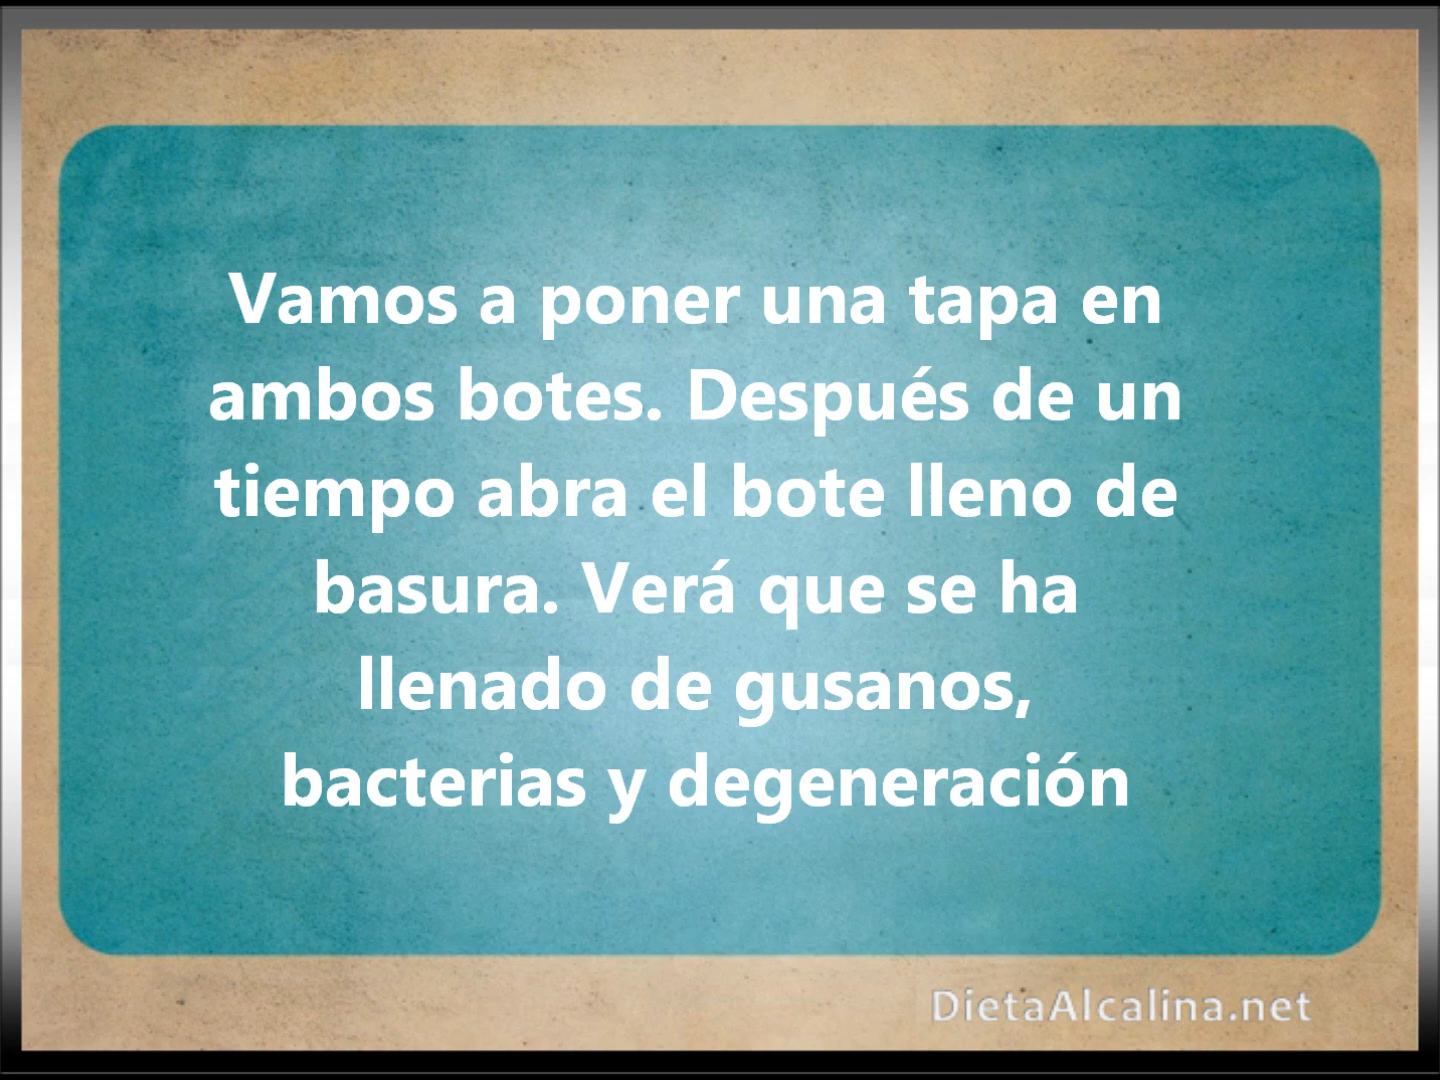 Vamos a poner una tapa en
ambos botes. Después de un
tiempo abra el bote lleno de
basura. Verá que se ha
llenado de gusanos,
bacterias y degeneración
DietaAlcalina.net